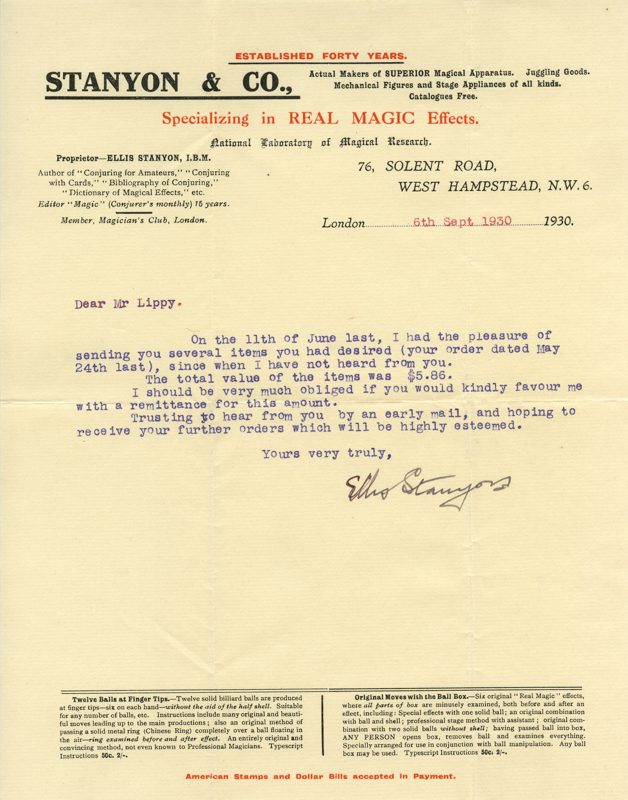 ESTABLISHED FORTY YEARS.
STANYON & CO.,
Actual Makers of SUPERIOR Magical Apparatus. Juggling Goods.
Mechanical Figures and Stage Appliances of all kinds.
Catalogues Free.
Specializing in REAL MAGIC Effects.
National Laboratory of Magical Research.
Proprietor—ELLIS STANYON, I.B.M.
Author of "Conjuring for Amateurs," "Conjuring
with Cards," "Bibliography of Conjuring,"
"Dictionary of Magical Effects," etc.
Editor "Magic" (Conjurer's monthly) 15 years.
Member, Magician's Club, London.
76, SOLENT ROAD,
WEST HAMPSTEAD, N.W.6.
London 6th Sept 1930 1930.
Dear Mr Lippy.
On the 11th of June last, I had the pleasure of
sending you several items you had desired (your order dated May
24th last), since when I have not heard from you.
The total value of the items was $5.86.
I should be very much obliged if you would kindly favour me
with a remittance for this amount.
Trusting to hear from you by an early mail, and hoping to
receive your further orders which will be highly esteemed.
Yours very truly,
Ellis Stanyon
Twelve Balls at Finger Tips.—Twelve solid billiard balls are produced
at finger tips—six on each hand—without the aid of the half shell. Suitable
for any number of balls, etc. Instructions include many original and beauti-
ful moves leading up to the main productions; also an original method of
passing a solid metal ring (Chinese Ring) completely over a ball floating in
the air—ring examined before and after effect. An entirely original and
convincing method, not even known to Professional Magicians. Typescript
Instructions 50c. 2/-.
Original Moves with the Ball Box.—Six original "Real Magic" effects,
where all parts of box are minutely examined, both before and after an
effect, including: Special effects with one solid ball; an original combination
with ball and shell; professional stage method with assistant; original com-
bination with two solid balls without shell; having passed ball into box,
ANY PERSON opens box, removes ball and examines everything.
Specially arranged for use in conjunction with ball manipulation. Any ball
box may be used. Typescript Instructions 50c. 2/-.
American Stamps and Dollar Bills accepted in Payment.